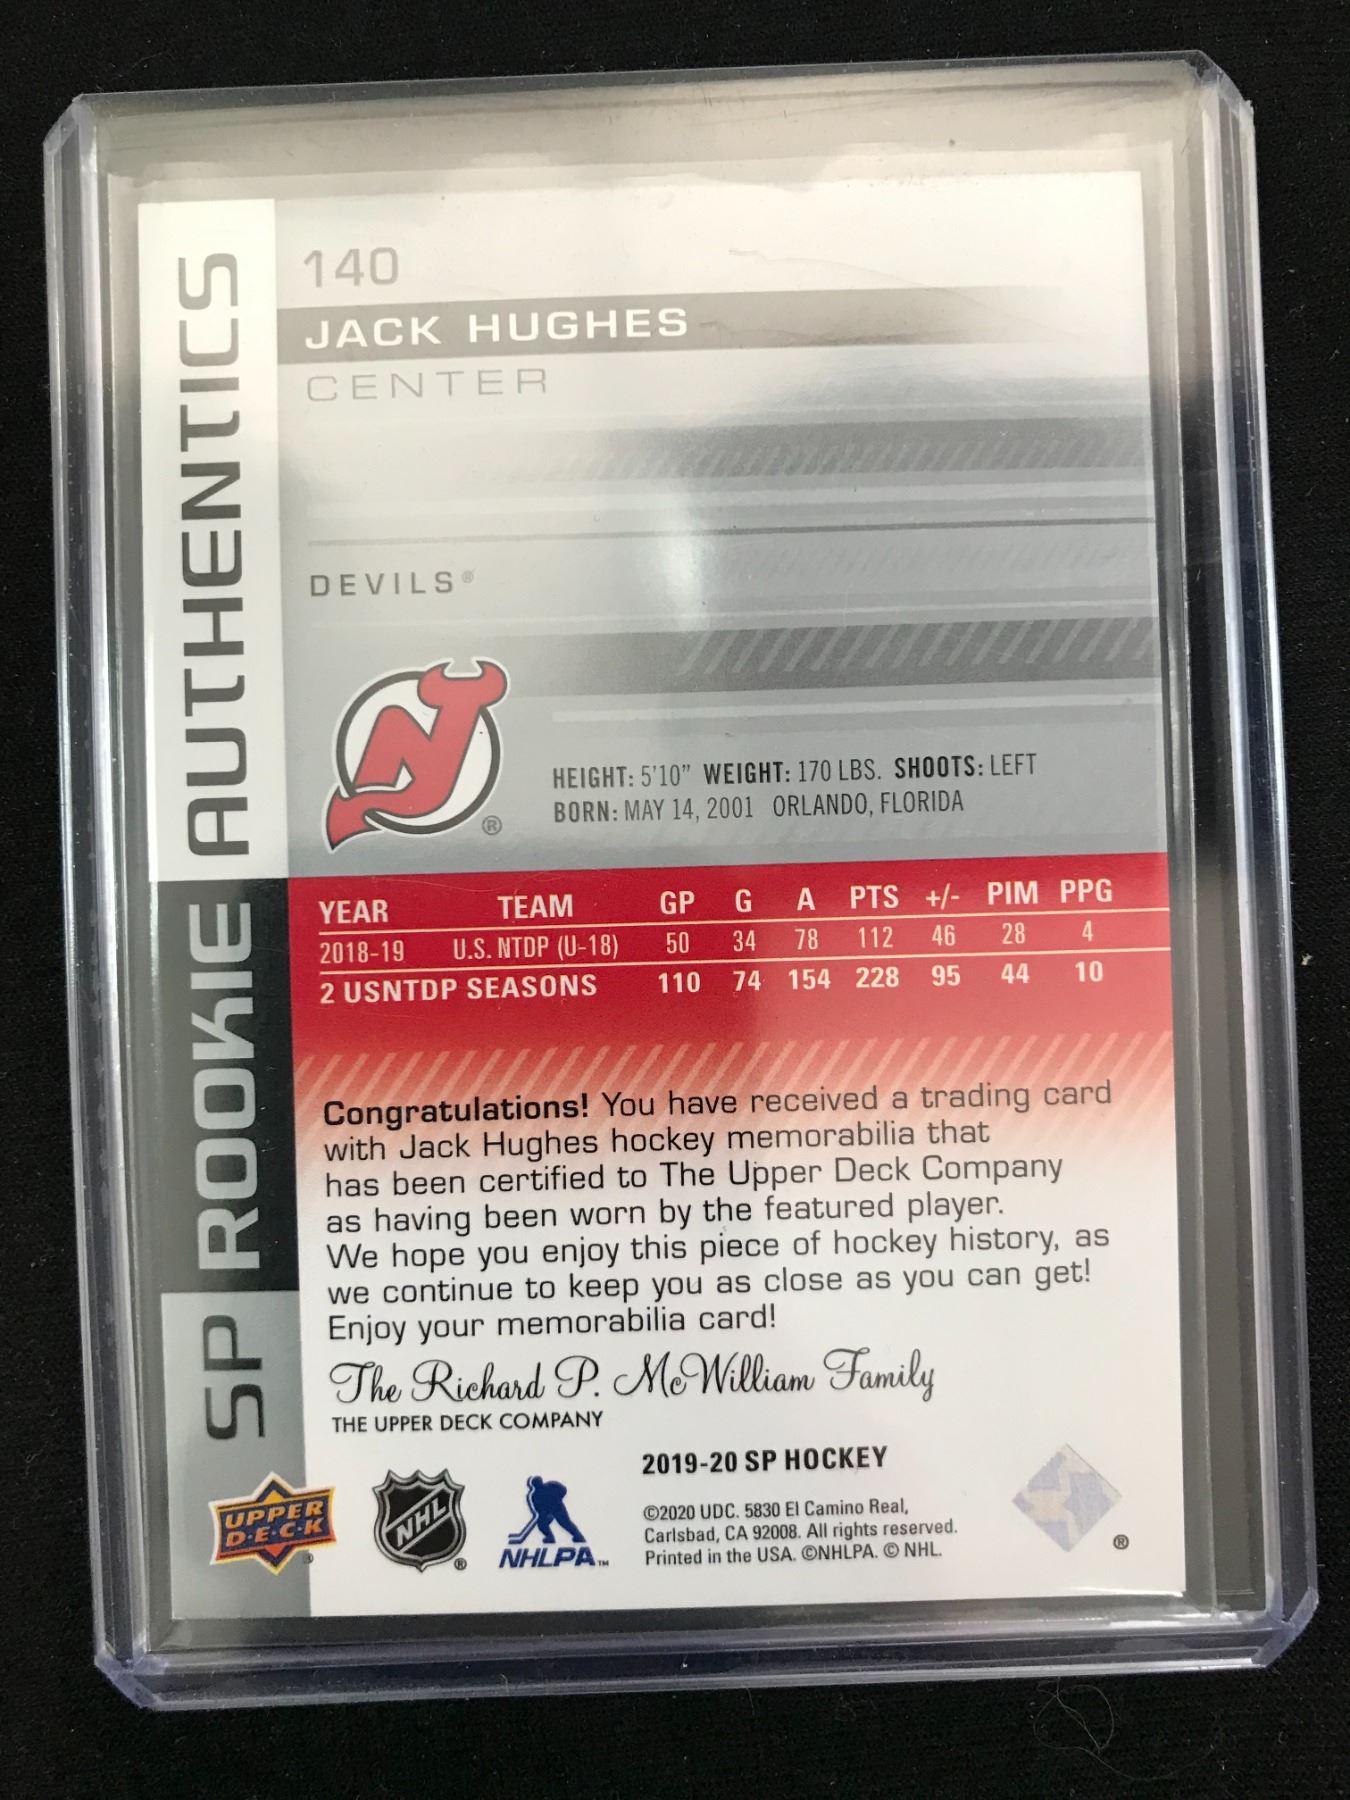 SP ROOKIE AUTHENTICS
140
JACK HUGHES
CENTER
DEVILS®
NJ
®
HEIGHT: 5'10” WEIGHT: 170 LBS. SHOOTS: LEFT
BORN: MAY 14, 2001 ORLANDO, FLORIDA
YEAR TEAM GP G A PTS +/- PIM PPG
2018-19 U.S. NTDP (U-18) 50 34 78 112 46 28 4
2 USNTDP SEASONS 110 74 154 228 95 44 10
Congratulations! You have received a trading card
with Jack Hughes hockey memorabilia that
has been certified to The Upper Deck Company
as having been worn by the featured player.
We hope you enjoy this piece of hockey history, as
we continue to keep you as close as you can get!
Enjoy your memorabilia card!
The Richard P. McWilliam Family
THE UPPER DECK COMPANY
2019-20 SP HOCKEY
©2020 UDC. 5830 El Camino Real,
Carlsbad, CA 92008. All rights reserved.
Printed in the USA. ©NHLPA. © NHL.
UPPER
D·E·C·K
®
NHL
®
NHLPA™
®